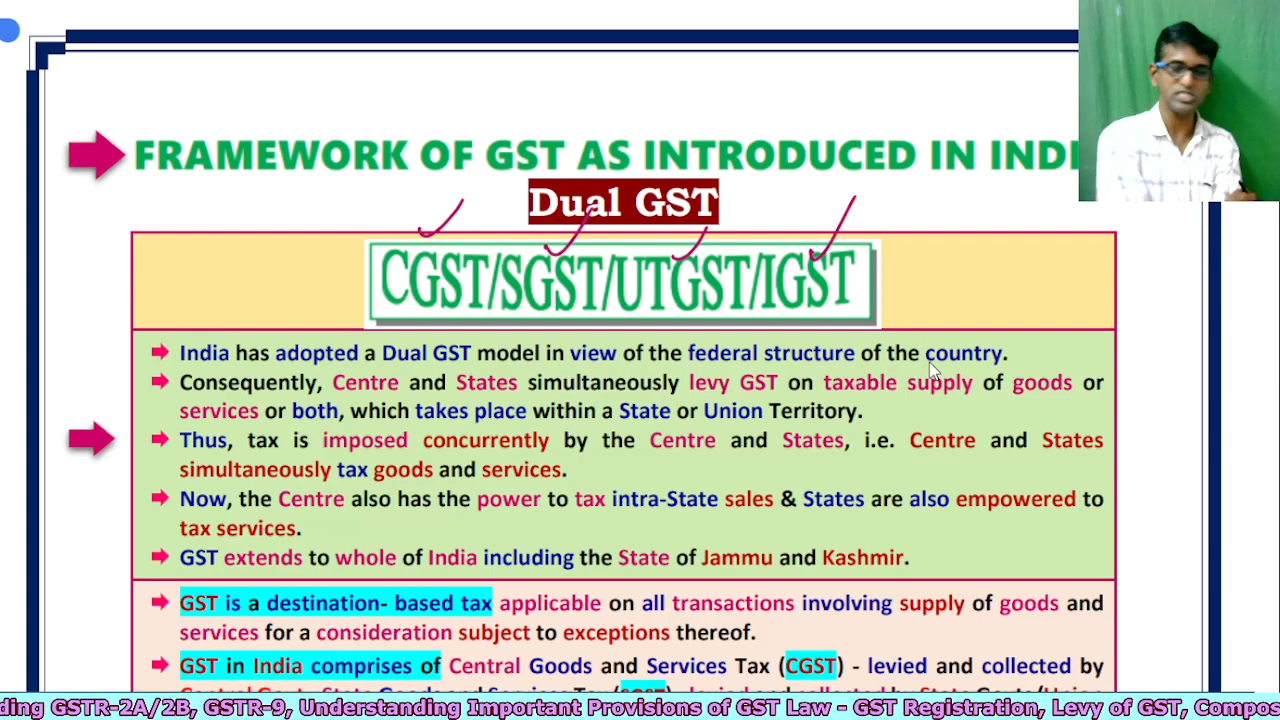 FRAMEWORK OF GST AS INTRODUCED IN INDI
Dual GST
CGST/SGST/UTGST/IGST
India has adopted a Dual GST model in view of the federal structure of the country.
Consequently, Centre and States simultaneously levy GST on taxable supply of goods or
services or both, which takes place within a State or Union Territory.
Thus, tax is imposed concurrently by the Centre and States, i.e. Centre and States
simultaneously tax goods and services.
Now, the Centre also has the power to tax intra-State sales & States are also empowered to
tax services.
GST extends to whole of India including the State of Jammu and Kashmir.
GST is a destination- based tax applicable on all transactions involving supply of goods and
services for a consideration subject to exceptions thereof.
GST in India comprises of Central Goods and Services Tax (CGST) - levied and collected by
ding GSTR-2A/2B, GSTR-9, Understanding Important Provisions of GST Law - GST Registration, Levy of GST, Compos